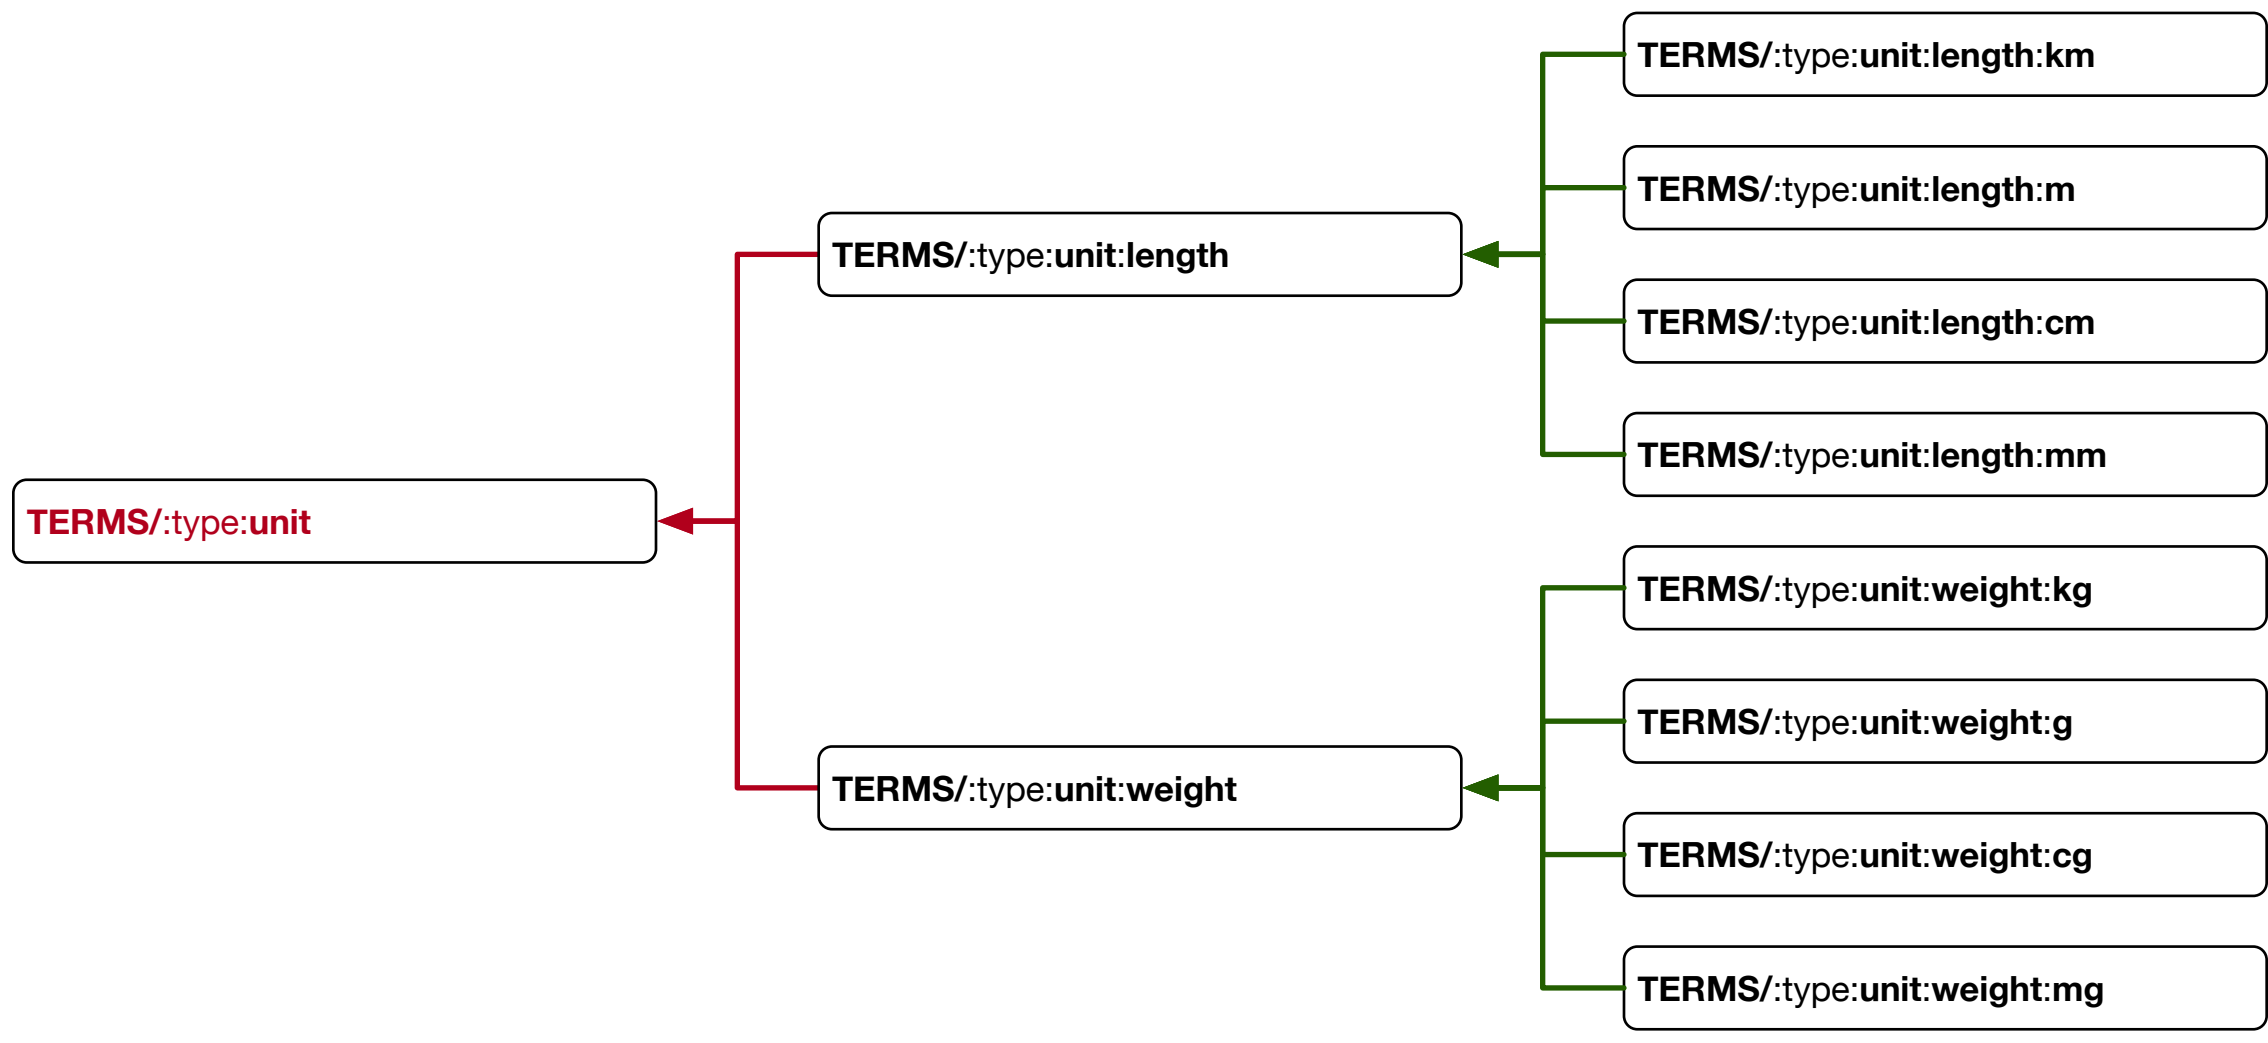 TERMS/:type:unit:length:km
TERMS/:type:unit:length:m
TERMS/:type:unit:length
TERMS/:type:unit:length:cm
TERMS/:type:unit:length:mm
TERMS/:type:unit
TERMS/:type:unit:weight:kg
TERMS/:type:unit:weight:g
TERMS/:type:unit:weight
TERMS/:type:unit:weight:cg
TERMS/:type:unit:weight:mg